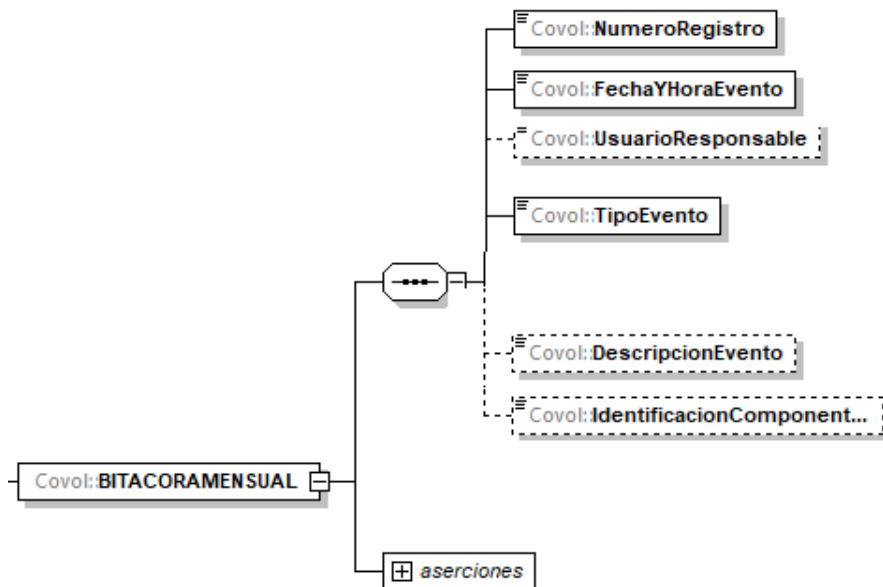 Covol::NumeroRegistro
Covol::FechaYHoraEvento
Covol::UsuarioResponsable
Covol::TipoEvento
Covol::DescripcionEvento
Covol::IdentificacionComponent...
Covol::BITACORAMENSUAL
aserciones